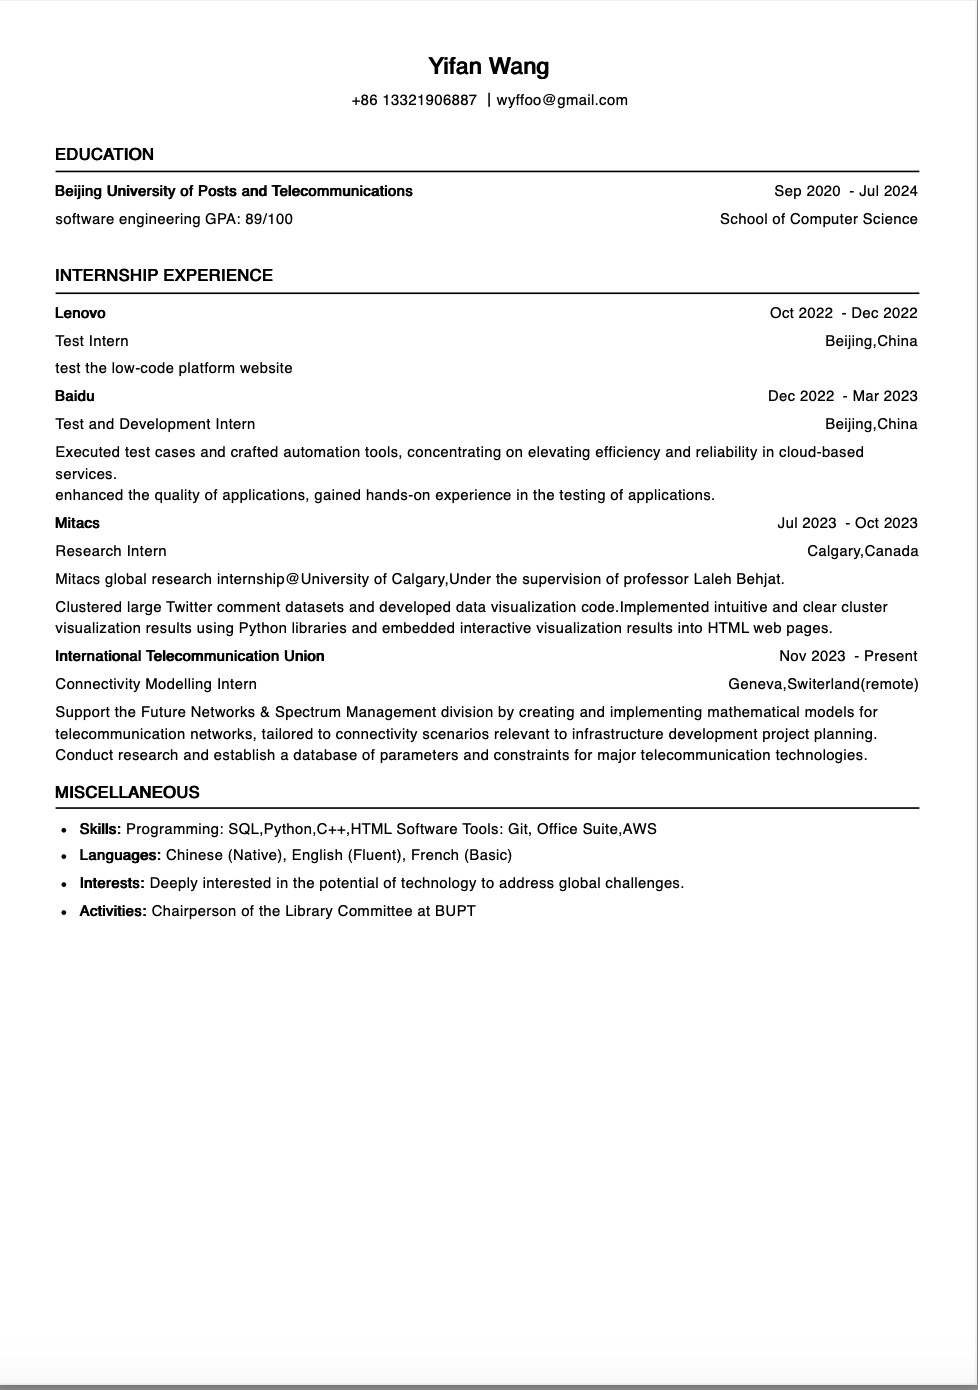 Yifan Wang
+86 13321906887 | wyffoo@gmail.com
EDUCATION
Beijing University of Posts and Telecommunications Sep 2020 - Jul 2024
software engineering GPA: 89/100 School of Computer Science
INTERNSHIP EXPERIENCE
Lenovo Oct 2022 - Dec 2022
Test Intern Beijing,China
test the low-code platform website
Baidu Dec 2022 - Mar 2023
Test and Development Intern Beijing,China
Executed test cases and crafted automation tools, concentrating on elevating efficiency and reliability in cloud-based
services.
enhanced the quality of applications, gained hands-on experience in the testing of applications.
Mitacs Jul 2023 - Oct 2023
Research Intern Calgary,Canada
Mitacs global research internship@University of Calgary,Under the supervision of professor Laleh Behjat.
Clustered large Twitter comment datasets and developed data visualization code.Implemented intuitive and clear cluster
visualization results using Python libraries and embedded interactive visualization results into HTML web pages.
International Telecommunication Union Nov 2023 - Present
Connectivity Modelling Intern Geneva,Switerland(remote)
Support the Future Networks & Spectrum Management division by creating and implementing mathematical models for
telecommunication networks, tailored to connectivity scenarios relevant to infrastructure development project planning.
Conduct research and establish a database of parameters and constraints for major telecommunication technologies.
MISCELLANEOUS
• Skills: Programming: SQL,Python,C++,HTML Software Tools: Git, Office Suite,AWS
• Languages: Chinese (Native), English (Fluent), French (Basic)
• Interests: Deeply interested in the potential of technology to address global challenges.
• Activities: Chairperson of the Library Committee at BUPT